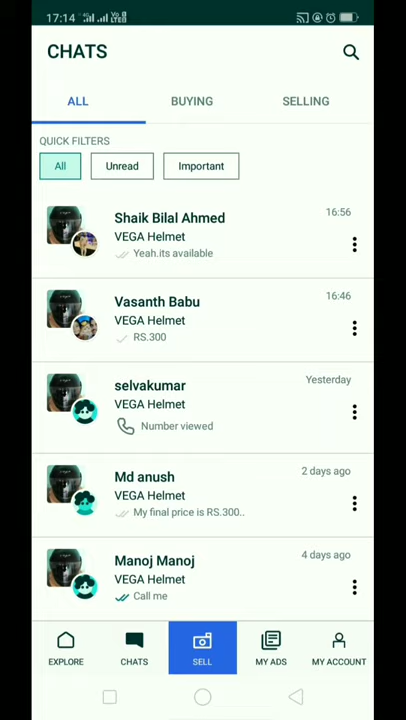 17:14
CHATS
ALL BUYING SELLING
QUICK FILTERS
All Unread Important
Shaik Bilal Ahmed 16:56
VEGA Helmet
Yeah.its available
Vasanth Babu 16:46
VEGA Helmet
RS.300
selvakumar Yesterday
VEGA Helmet
Number viewed
Md anush 2 days ago
VEGA Helmet
My final price is RS.300..
Manoj Manoj 4 days ago
VEGA Helmet
Call me
EXPLORE CHATS SELL MY ADS MY ACCOUNT